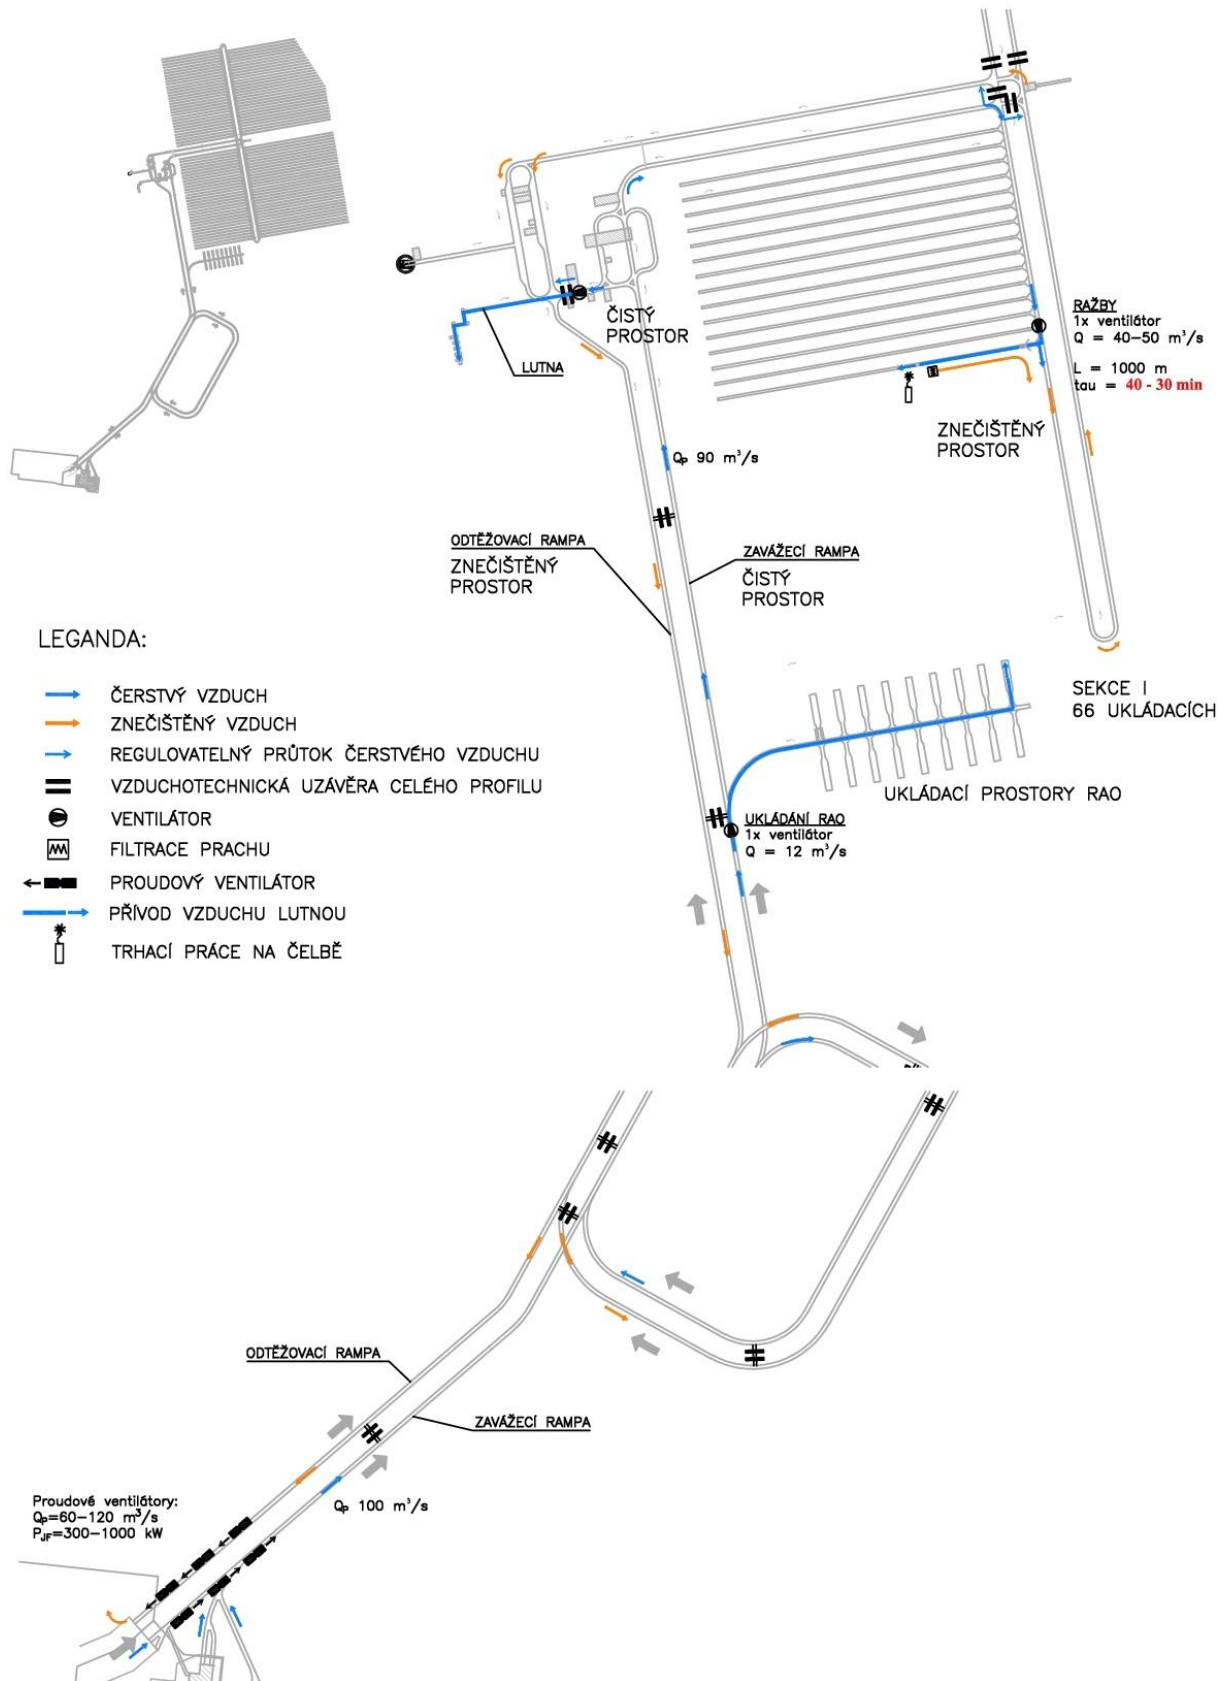 RAŽBY
1x ventilátor
Q = 40–50 m³/s
L = 1000 m
tau = 40 - 30 min
ČISTÝ
PROSTOR
LUTNA
ZNEČIŠTĚNÝ
PROSTOR
Qₚ 90 m³/s
ODTĚŽOVACÍ RAMPA
ZNEČIŠTĚNÝ
PROSTOR
ZAVÁŽECÍ RAMPA
ČISTÝ
PROSTOR
SEKCE I
66 UKLÁDACÍCH
UKLÁDACÍ PROSTORY RAO
UKLÁDÁNÍ RAO
1x ventilátor
Q = 12 m³/s
LEGANDA:
ČERSTVÝ VZDUCH
ZNEČIŠTĚNÝ VZDUCH
REGULOVATELNÝ PRŮTOK ČERSTVÉHO VZDUCHU
VZDUCHOTECHNICKÁ UZÁVĚRA CELÉHO PROFILU
VENTILÁTOR
FILTRACE PRACHU
PROUDOVÝ VENTILÁTOR
PŘÍVOD VZDUCHU LUTNOU
TRHACÍ PRÁCE NA ČELBĚ
ODTĚŽOVACÍ RAMPA
ZAVÁŽECÍ RAMPA
Qₚ 100 m³/s
Proudové ventilátory:
Qₚ=60–120 m³/s
P_JF=300–1000 kW